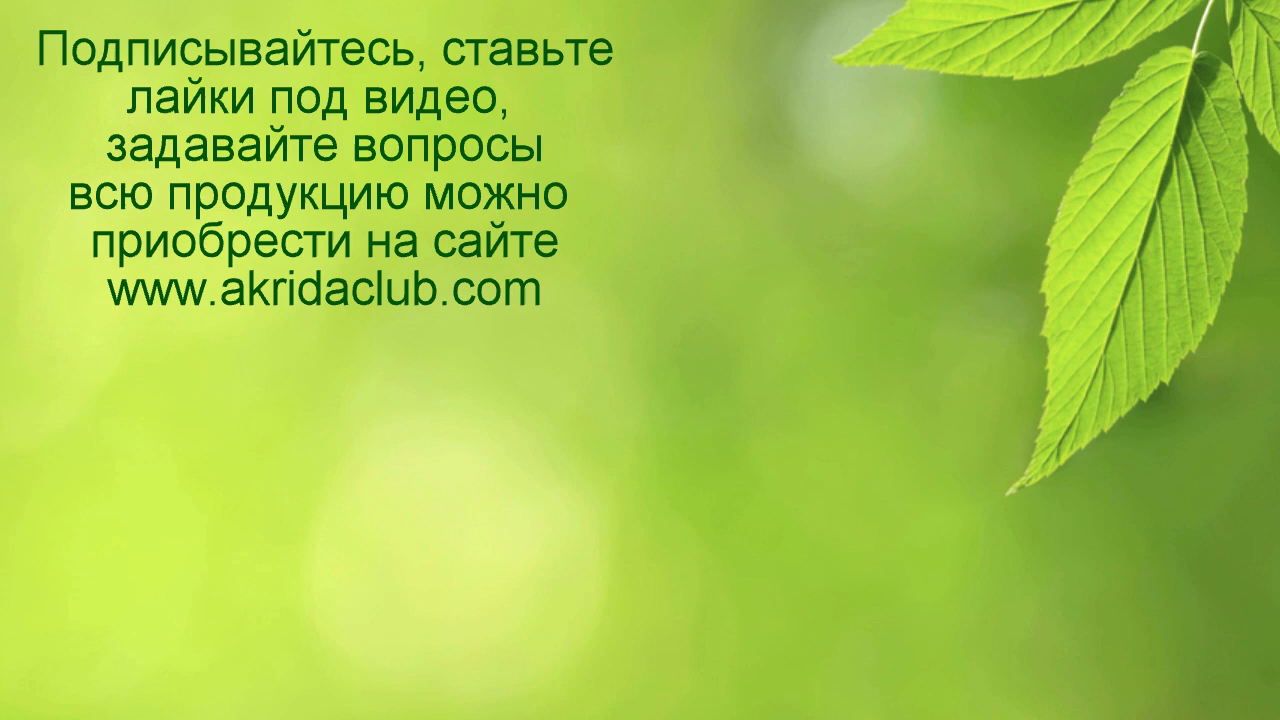 Подписывайтесь, ставьте
лайки под видео,
задавайте вопросы
всю продукцию можно
приобрести на сайте
www.akridaclub.com